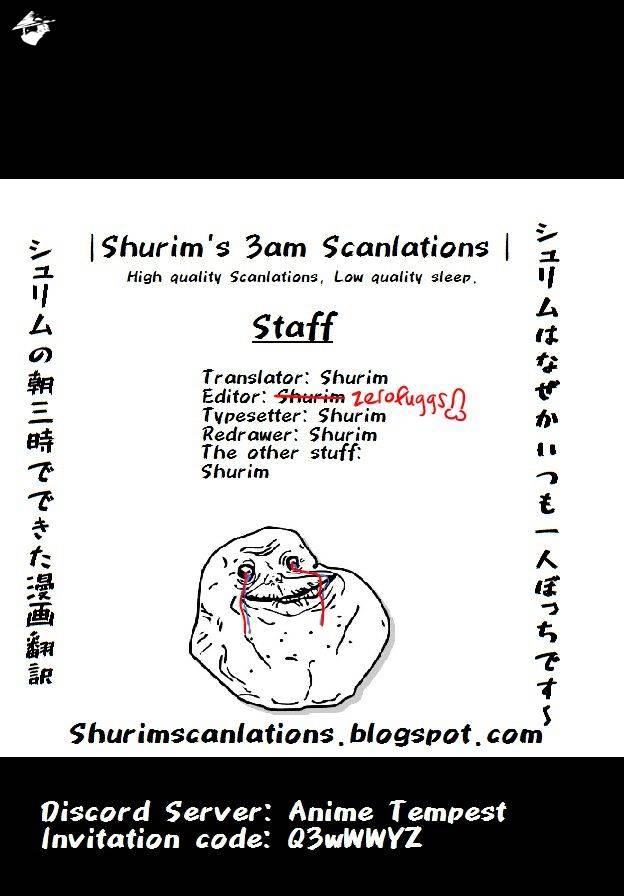 |Shurim's 3am Scanlations |
High quality Scanlations, Low quality sleep.
Staff
Translator: Shurim
Editor: Shurim zerofuggs
Typesetter: Shurim
Redrawer: Shurim
The other stuff:
Shurim
シュリムの朝三時でできた漫画翻訳
シュリムはなぜかいつも一人ぼっちです~
Shurimscanlations.blogspot.com
Discord Server: Anime Tempest
Invitation code: Q3wWWYZ